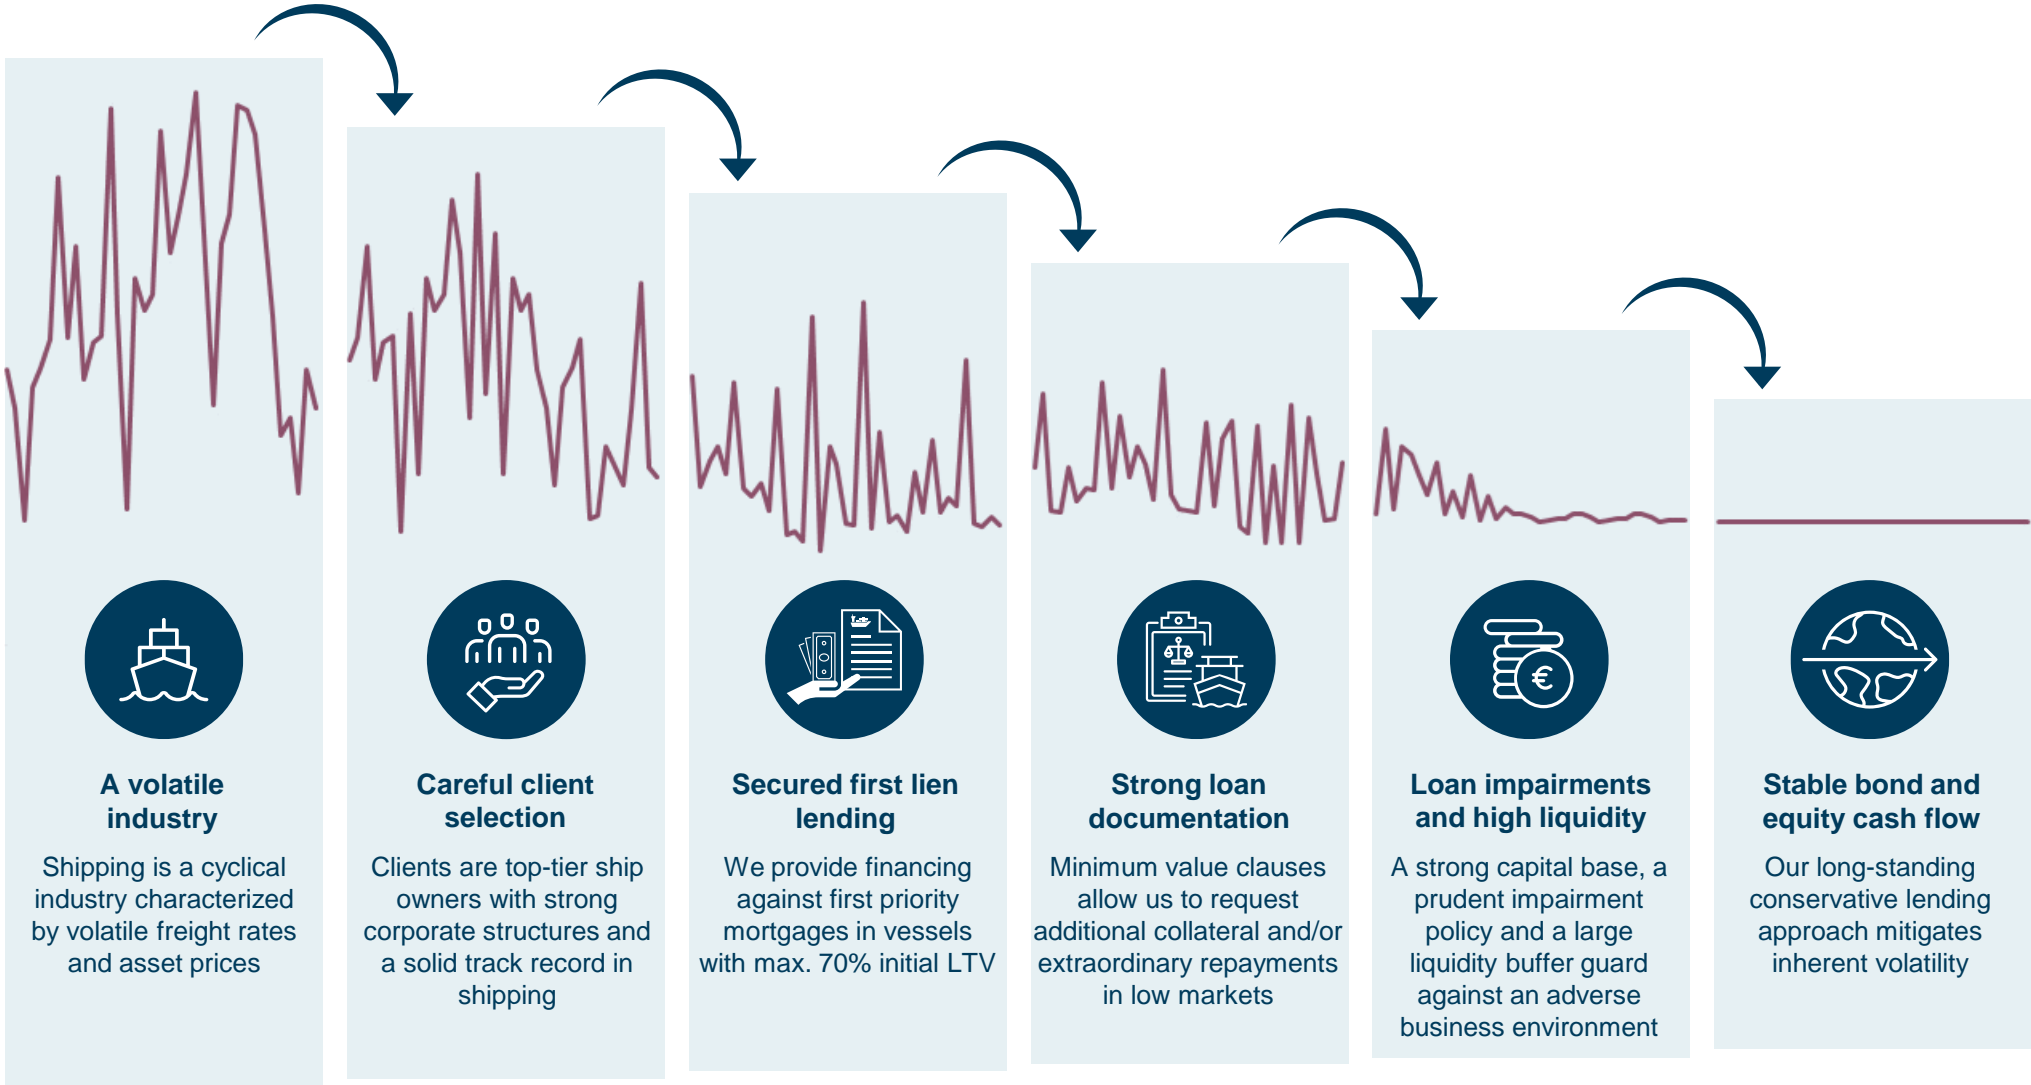 A volatile
industry
Shipping is a cyclical
industry characterized
by volatile freight rates
and asset prices
Careful client
selection
Clients are top-tier ship
owners with strong
corporate structures and
a solid track record in
shipping
Secured first lien
lending
We provide financing
against first priority
mortgages in vessels
with max. 70% initial LTV
Strong loan
documentation
Minimum value clauses
allow us to request
additional collateral and/or
extraordinary repayments
in low markets
€
Loan impairments
and high liquidity
A strong capital base, a
prudent impairment
policy and a large
liquidity buffer guard
against an adverse
business environment
Stable bond and
equity cash flow
Our long-standing
conservative lending
approach mitigates
inherent volatility